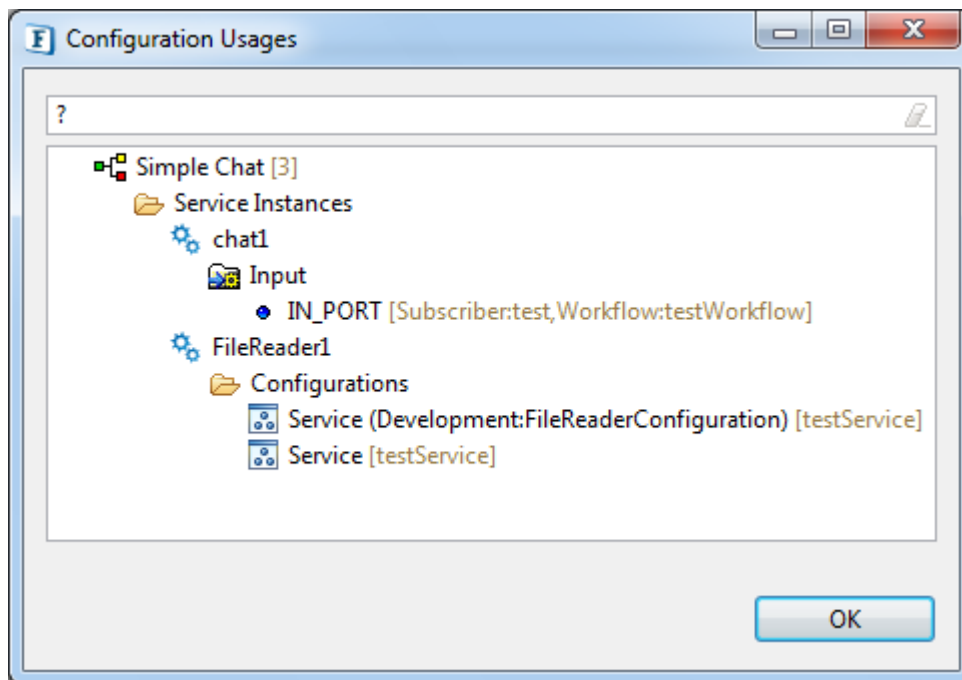 Configuration Usages
?
Simple Chat [3]
Service Instances
chat1
Input
IN_PORT [Subscriber:test,Workflow:testWorkflow]
FileReader1
Configurations
Service (Development:FileReaderConfiguration) [testService]
Service [testService]
OK